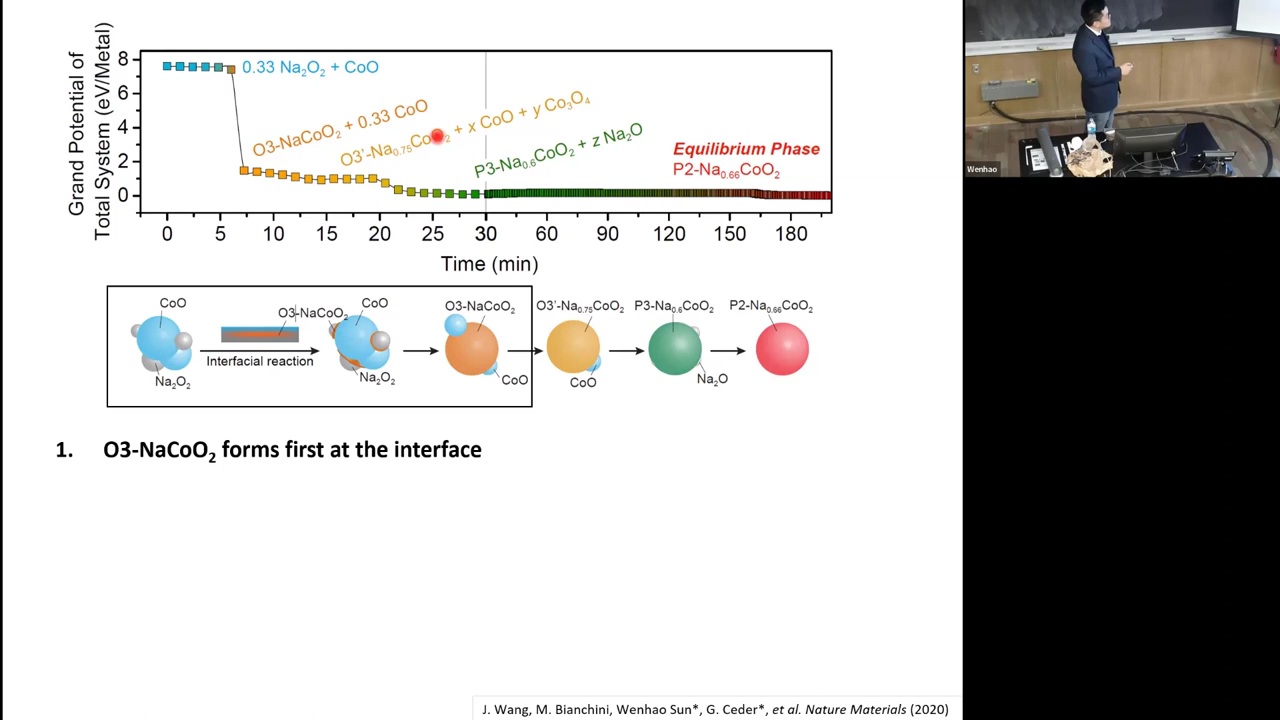 Grand Potential of
Total System (eV/Metal)
8
6
4
2
0
0.33 Na₂O₂ + CoO
O3-NaCoO₂ + 0.33 CoO
O3'-Na₀.₇₅CoO₂ + x CoO + y Co₃O₄
P3-Na₀.₆CoO₂ + z Na₂O
Equilibrium Phase
P2-Na₀.₆₆CoO₂
0 5 10 15 20 25 30 60 90 120 150 180
Time (min)
CoO
Na₂O₂
O3-NaCoO₂
Interfacial reaction
CoO
Na₂O₂
O3-NaCoO₂
CoO
O3'-Na₀.₇₅CoO₂
CoO
P3-Na₀.₆CoO₂
Na₂O
P2-Na₀.₆₆CoO₂
1. O3-NaCoO₂ forms first at the interface
J. Wang, M. Bianchini, Wenhao Sun*, G. Ceder*, et al. Nature Materials (2020)
Wenhao